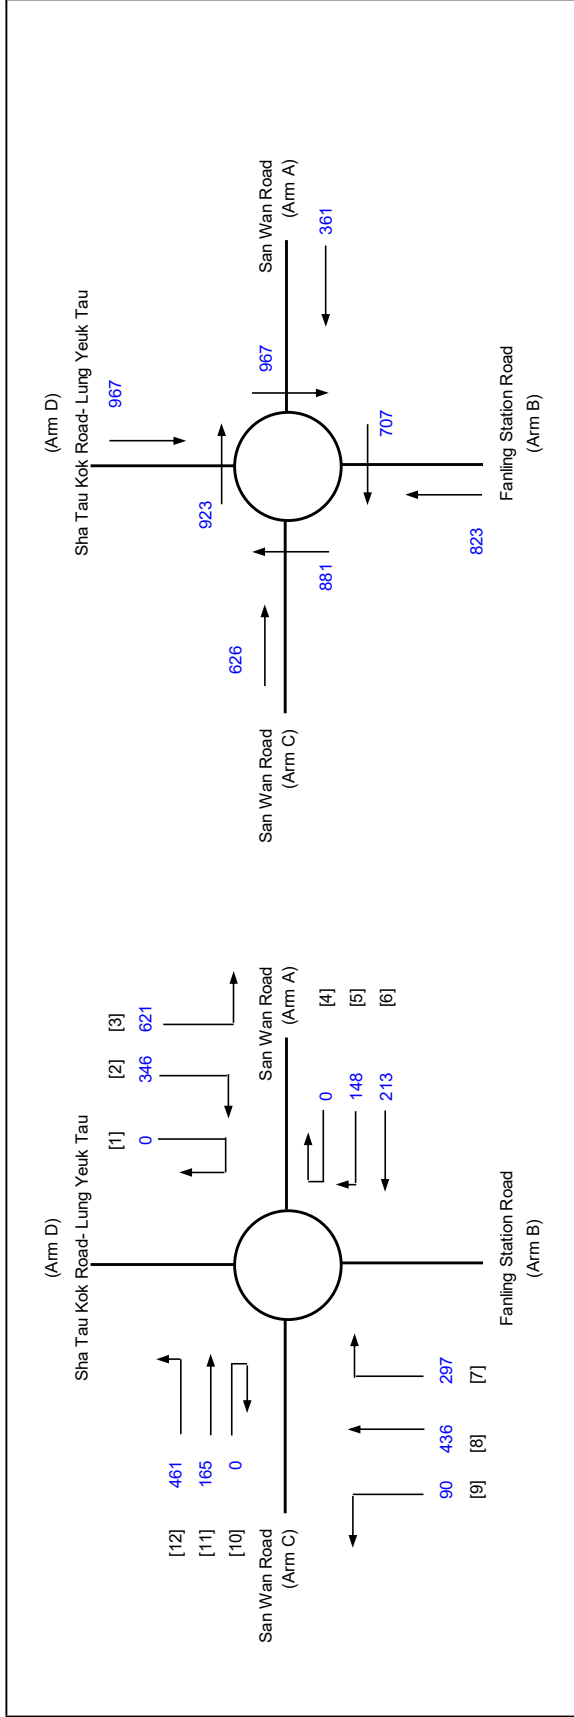 (Arm D)
Sha Tau Kok Road- Lung Yeuk Tau
[1]
[2]
[3]
0
346
621
[12]
461
[11]
165
[10]
0
San Wan Road
(Arm C)
San Wan Road
(Arm A)
0
[4]
148
[5]
213
[6]
90
436
297
[9]
[8]
[7]
Fanling Station Road
(Arm B)
(Arm D)
Sha Tau Kok Road- Lung Yeuk Tau
967
923
967
626
San Wan Road
(Arm C)
San Wan Road
(Arm A)
361
881
707
823
Fanling Station Road
(Arm B)